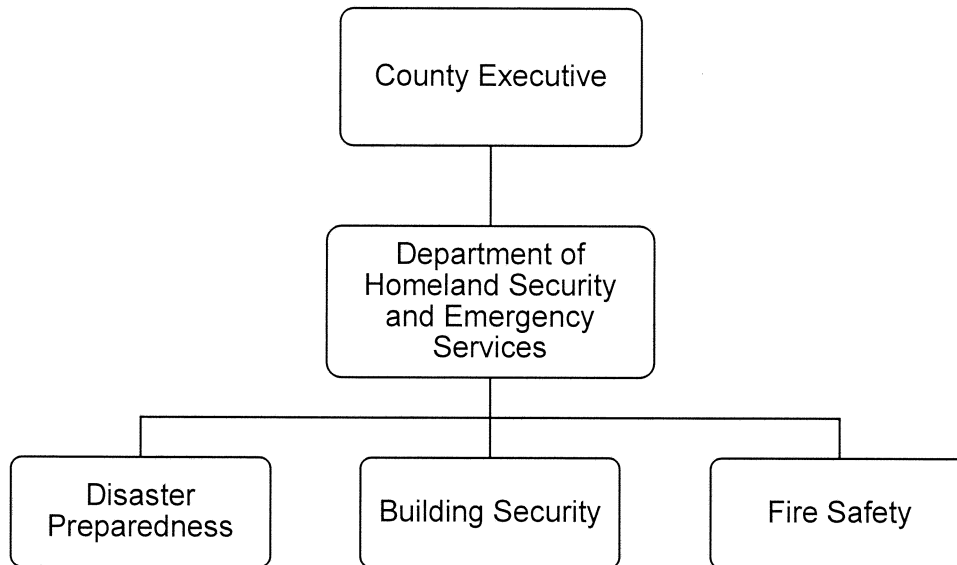 County Executive
Department of
Homeland Security
and Emergency
Services
Disaster
Preparedness
Building Security
Fire Safety